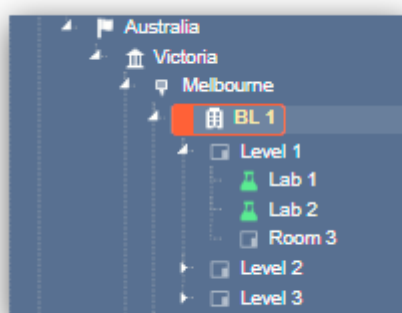 Australia
Victoria
Melbourne
BL 1
Level 1
Lab 1
Lab 2
Room 3
Level 2
Level 3